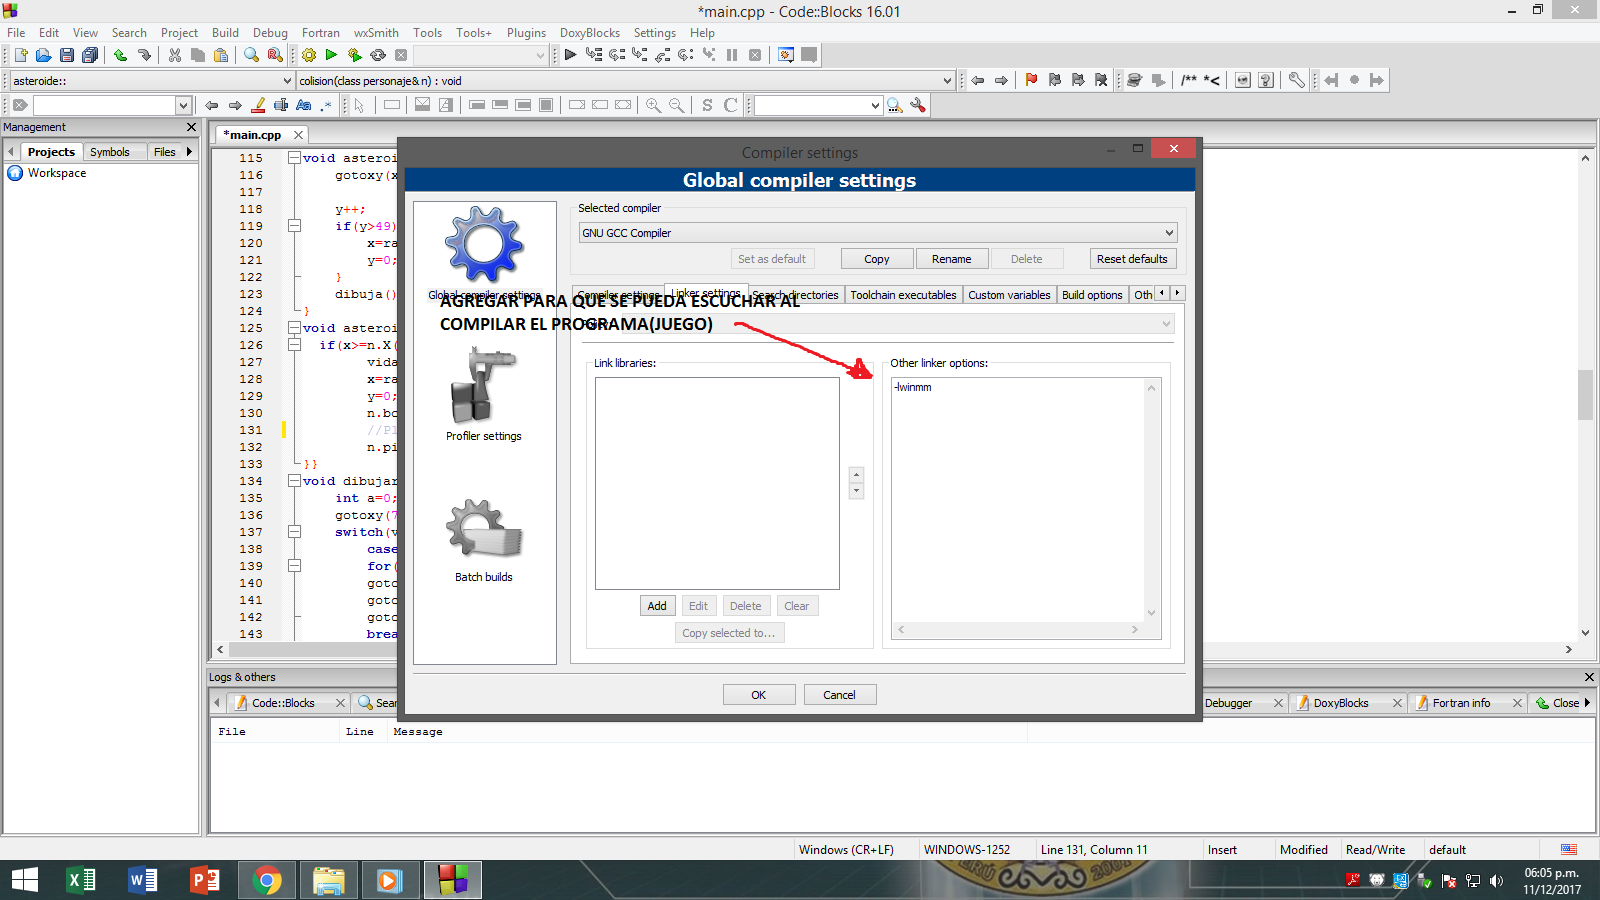 *main.cpp - Code::Blocks 16.01
File Edit View Search Project Build Debug Fortran wxSmith Tools Tools+ Plugins DoxyBlocks Settings Help
asteroide:: colision(class personaje& n) : void
/** *<
Aa .* S C
Management
*main.cpp
Projects Symbols Files
Workspace
115 void asteroi
116 gotoxy(x
117
118 y++;
119 if(y>49)
120 x=ra
121 y=0;
122 }
123 dibuja()
124 }
125 void asteroi
126 if(x>=n.X(
127 vida
128 x=ra
129 y=0;
130 n.bo
131 //Pl
132 n.pi
133 }}
134 void dibujar
135 int a=0;
136 gotoxy(7
137 switch(v
138 case
139 for(
140 gotc
141 gotc
142 gotc
143 brea
Compiler settings
Global compiler settings
Selected compiler
GNU GCC Compiler
Set as default Copy Rename Delete Reset defaults
Global compiler settings
Compiler settings Linker settings Search directories Toolchain executables Custom variables Build options Oth
AGREGAR PARA QUE SE PUEDA ESCUCHAR AL
COMPILAR EL PROGRAMA(JUEGO)
Link libraries: Other linker options:
-lwinmm
Profiler settings
Batch builds
Add Edit Delete Clear
Copy selected to...
OK Cancel
Logs & others
Code::Blocks Sear Debugger DoxyBlocks Fortran info Close
File Line Message
Windows (CR+LF) WINDOWS-1252 Line 131, Column 11 Insert Modified Read/Write default
06:05 p.m.
11/12/2017